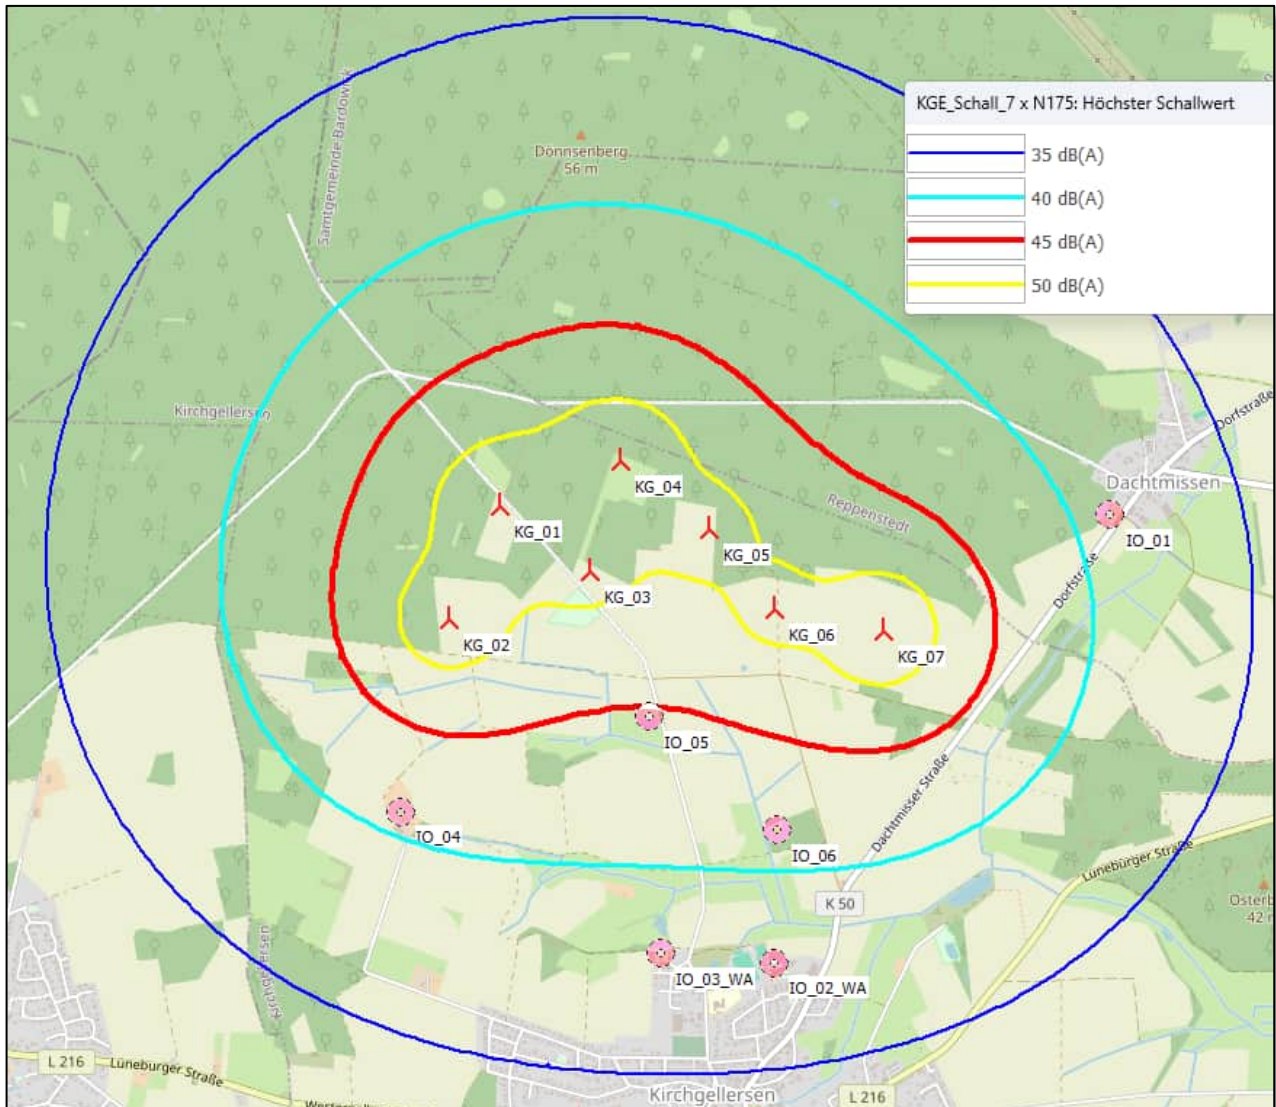 KGE_Schall_7 x N175: Höchster Schallwert
35 dB(A)
40 dB(A)
45 dB(A)
50 dB(A)
Samtgemeinde Bardowick
Dönnsenberg
56 m
Kirchgellersen
Dorfstraße
Dachtmissen
Reppenstedt
KG_04
KG_01
KG_05
IO_01
Dorfstraße
KG_03
KG_06
KG_02
KG_07
IO_05
Dachtmisser Straße
IO_04
IO_06
Lüneburger Straße
K 50
42
Kirchgellersen
IO_03_WA
IO_02_WA
L 216
Lüneburger Straße
Kirchgellersen
L 216